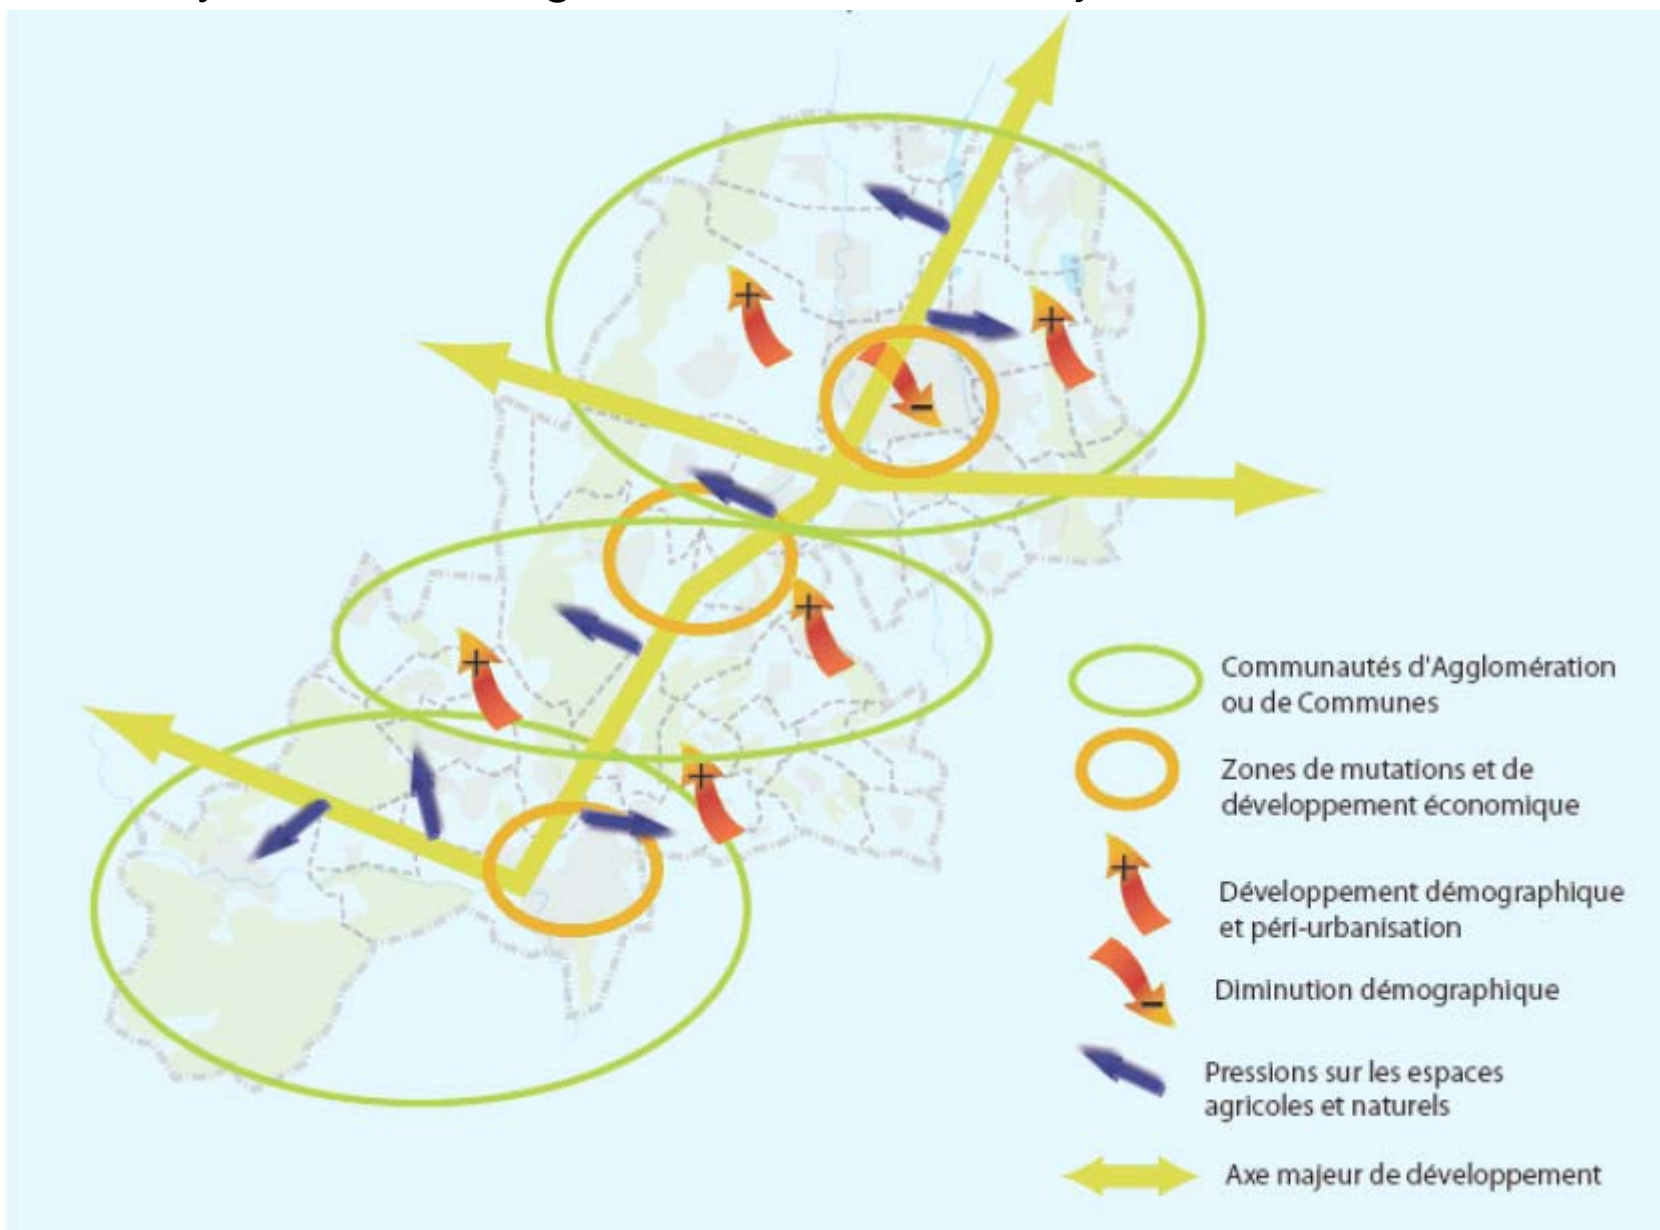 +
+
−
+
+
+
Communautés d'Agglomération
ou de Communes
Zones de mutations et de
développement économique
+
Développement démographique
et péri-urbanisation
−
Diminution démographique
Pressions sur les espaces
agricoles et naturels
Axe majeur de développement